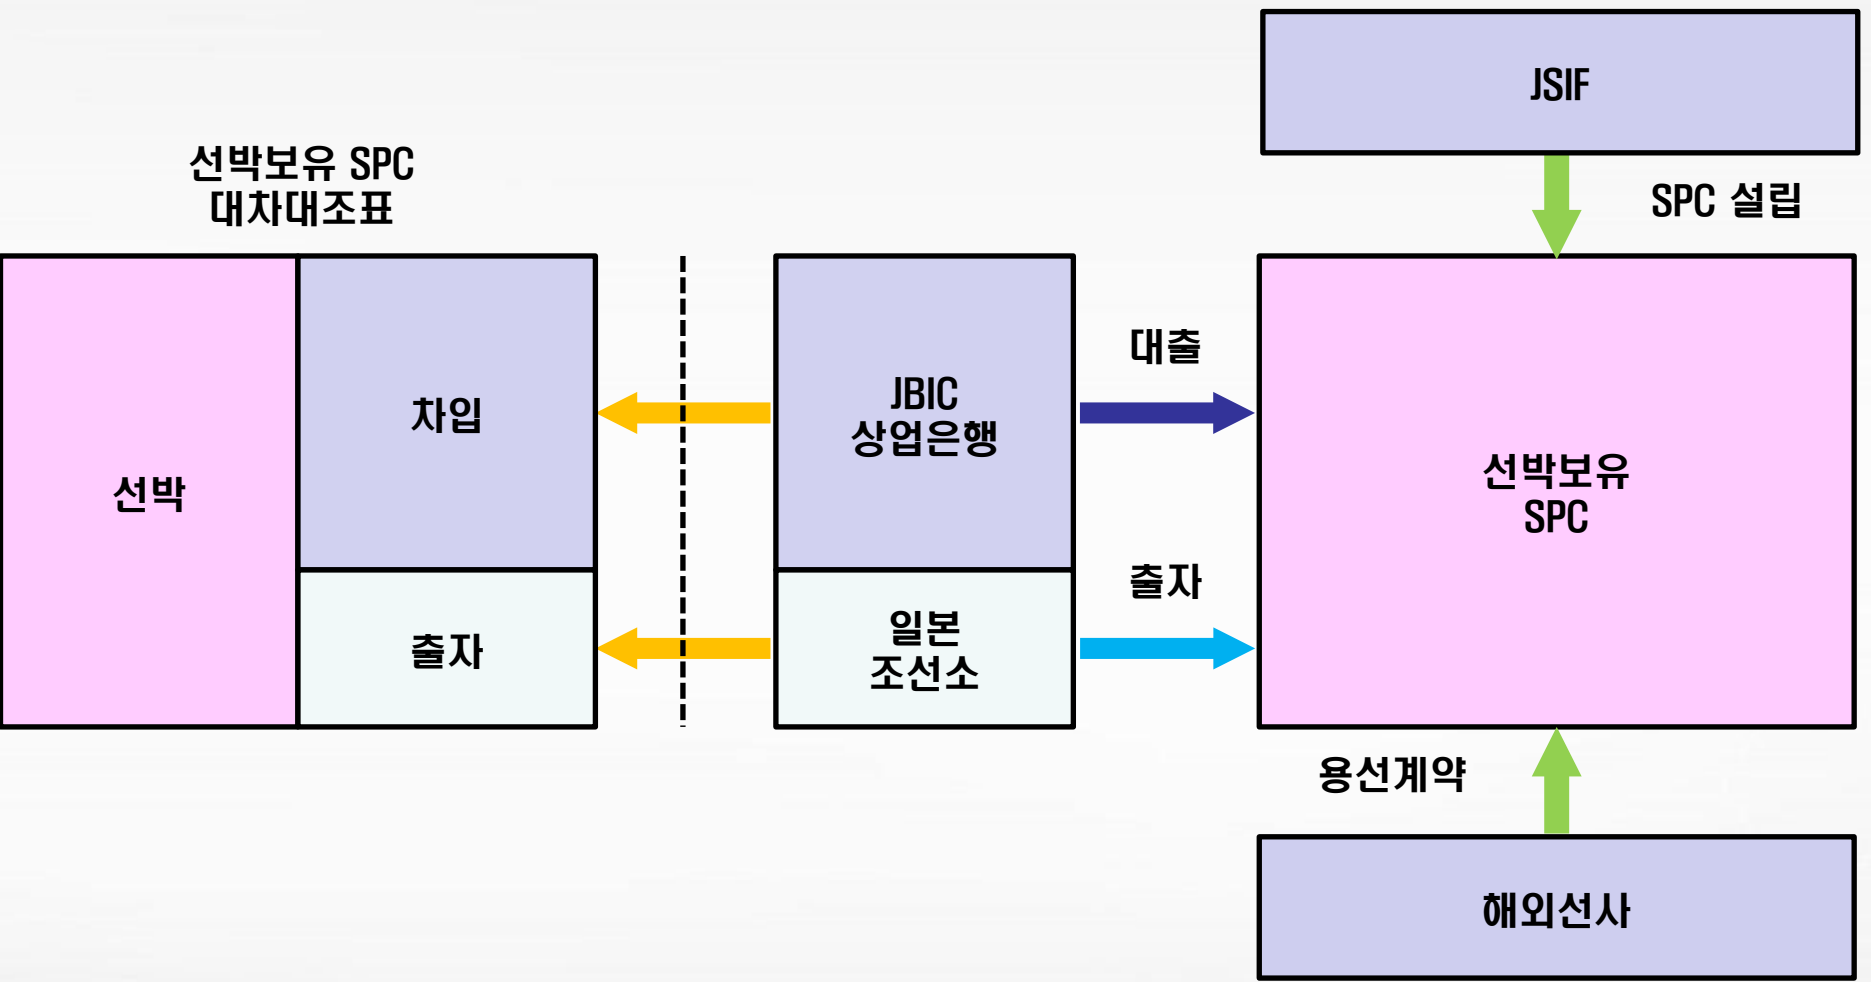 JSIF
SPC 설립
선박보유 SPC
대차대조표
선박
차입
출자
JBIC
상업은행
일본
조선소
대출
출자
선박보유
SPC
용선계약
해외선사